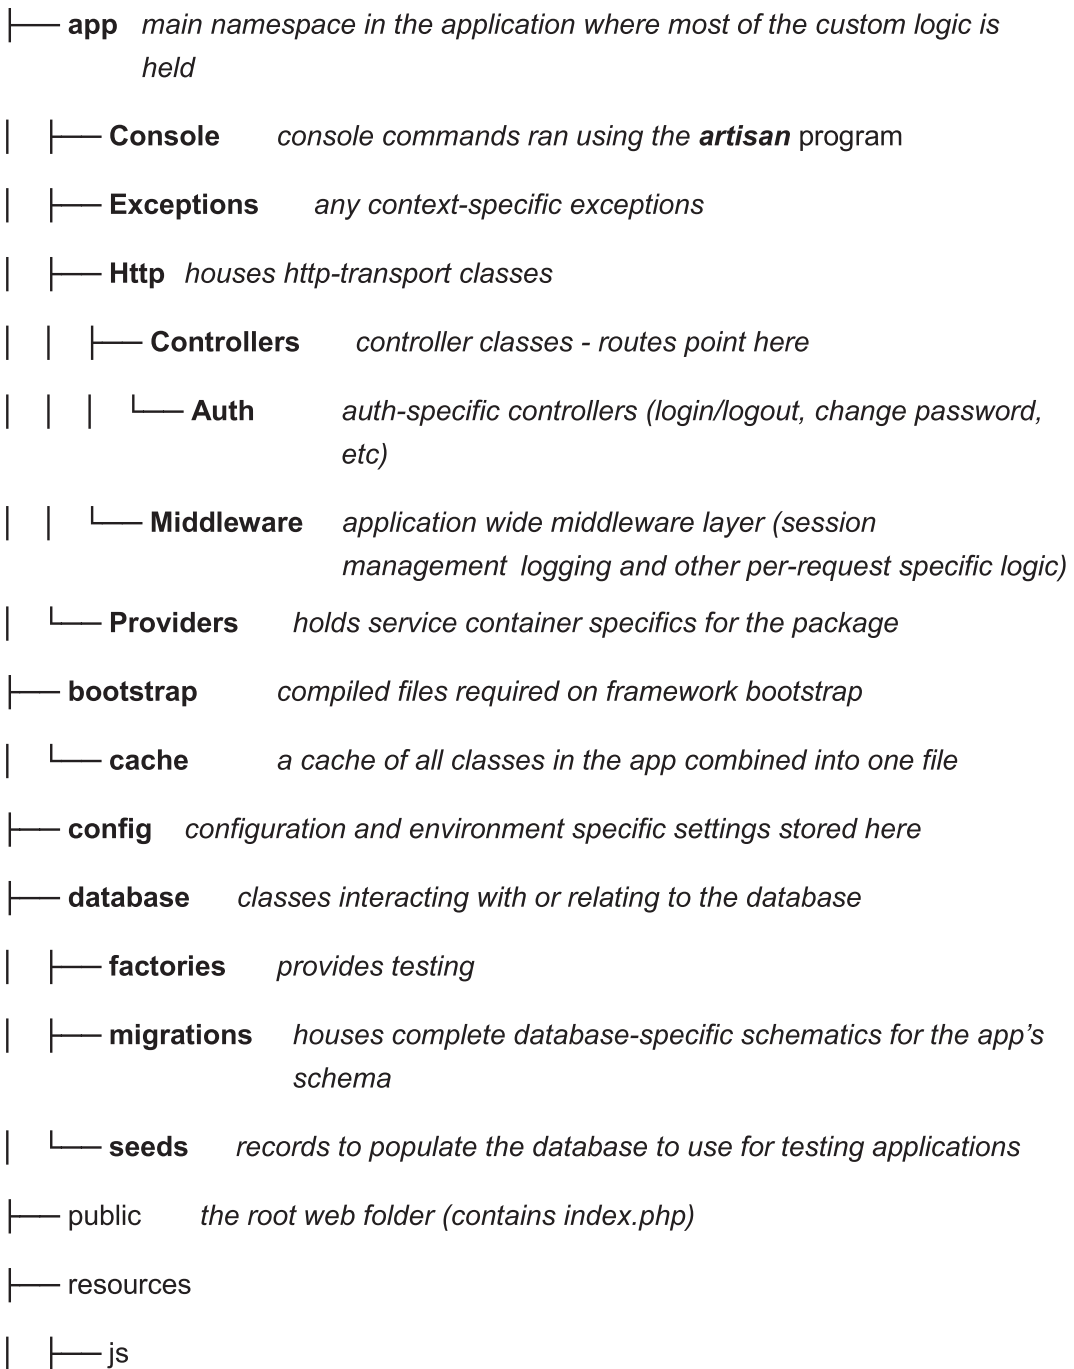 ├── app main namespace in the application where most of the custom logic is
held
│ ├── Console console commands ran using the artisan program
│ ├── Exceptions any context-specific exceptions
│ ├── Http houses http-transport classes
│ │ ├── Controllers controller classes - routes point here
│ │ │ └── Auth auth-specific controllers (login/logout, change password,
etc)
│ │ └── Middleware application wide middleware layer (session
management logging and other per-request specific logic)
│ └── Providers holds service container specifics for the package
├── bootstrap compiled files required on framework bootstrap
│ └── cache a cache of all classes in the app combined into one file
├── config configuration and environment specific settings stored here
├── database classes interacting with or relating to the database
│ ├── factories provides testing
│ ├── migrations houses complete database-specific schematics for the app’s
schema
│ └── seeds records to populate the database to use for testing applications
├── public the root web folder (contains index.php)
├── resources
│ ├── js